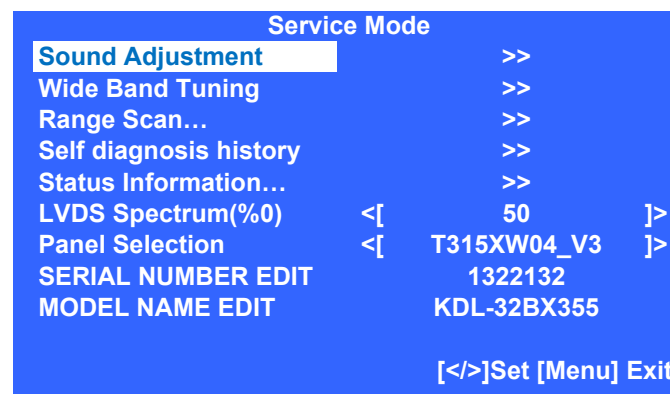 Service Mode
Sound Adjustment >>
Wide Band Tuning >>
Range Scan… >>
Self diagnosis history >>
Status Information… >>
LVDS Spectrum(%0) <[ 50 ]>
Panel Selection <[ T315XW04_V3 ]>
SERIAL NUMBER EDIT 1322132
MODEL NAME EDIT KDL-32BX355
[</>]Set [Menu] Exit